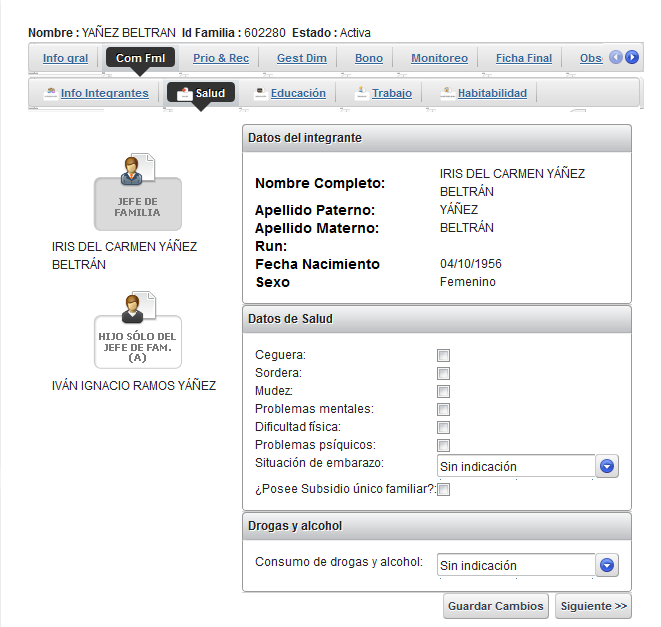 Nombre : YAÑEZ BELTRAN Id Familia : 602280 Estado : Activa
Info gral Com Fml Prio & Rec Gest Dim Bono Monitoreo Ficha Final Obs
Info Integrantes Salud Educación Trabajo Habitabilidad
JEFE DE
FAMILIA
IRIS DEL CARMEN YÁÑEZ
BELTRÁN
HIJO SÓLO DEL
JEFE DE FAM.
(A)
IVÁN IGNACIO RAMOS YÁÑEZ
Datos del integrante
Nombre Completo: IRIS DEL CARMEN YÁÑEZ
BELTRÁN
Apellido Paterno: YÁÑEZ
Apellido Materno: BELTRÁN
Run:
Fecha Nacimiento 04/10/1956
Sexo Femenino
Datos de Salud
Ceguera:
Sordera:
Mudez:
Problemas mentales:
Dificultad física:
Problemas psíquicos:
Situación de embarazo: Sin indicación
¿Posee Subsidio único familiar?:
Drogas y alcohol
Consumo de drogas y alcohol: Sin indicación
Guardar Cambios Siguiente >>